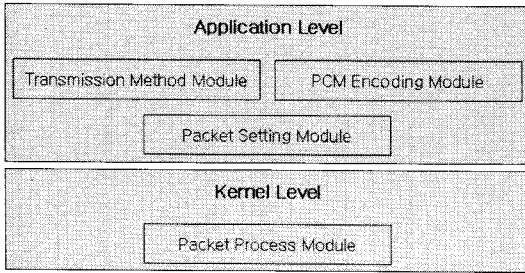 Application Level
Transmission Method Module
PCM Encoding Module
Packet Setting Module
Kernel Level
Packet Process Module